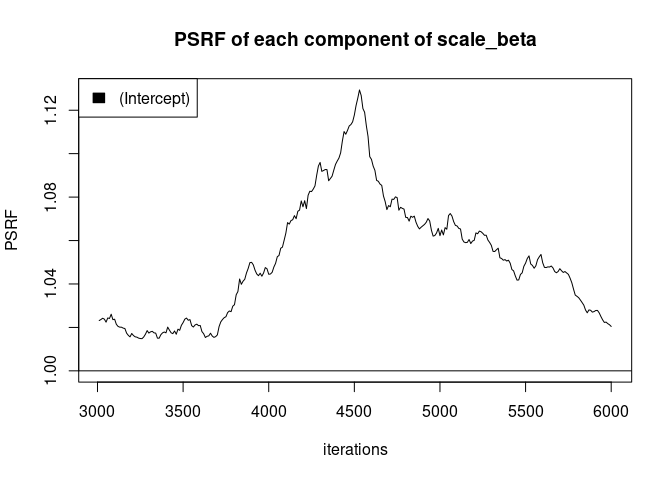 PSRF of each component of scale_beta
(Intercept)
PSRF
1.12
1.08
1.04
1.00
3000 3500 4000 4500 5000 5500 6000
iterations